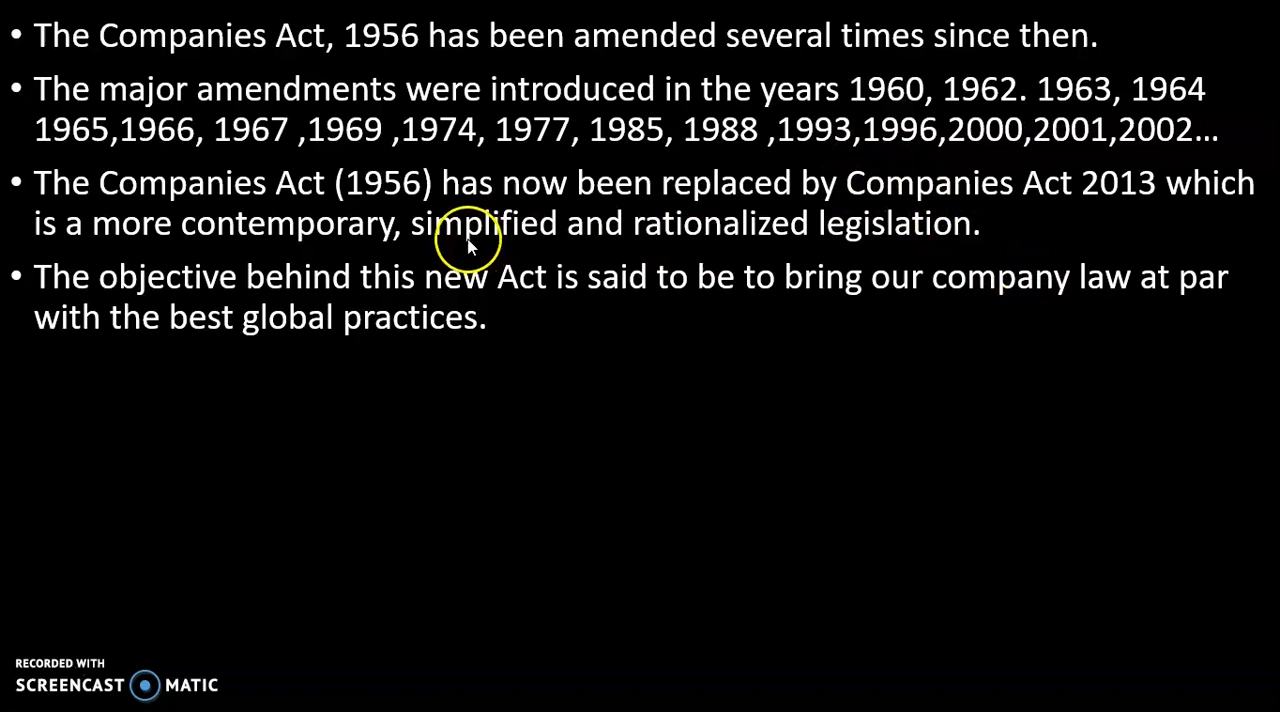 • The Companies Act, 1956 has been amended several times since then.
• The major amendments were introduced in the years 1960, 1962. 1963, 1964
1965,1966, 1967 ,1969 ,1974, 1977, 1985, 1988 ,1993,1996,2000,2001,2002...
• The Companies Act (1956) has now been replaced by Companies Act 2013 which
is a more contemporary, simplified and rationalized legislation.
• The objective behind this new Act is said to be to bring our company law at par
with the best global practices.
RECORDED WITH
SCREENCAST MATIC